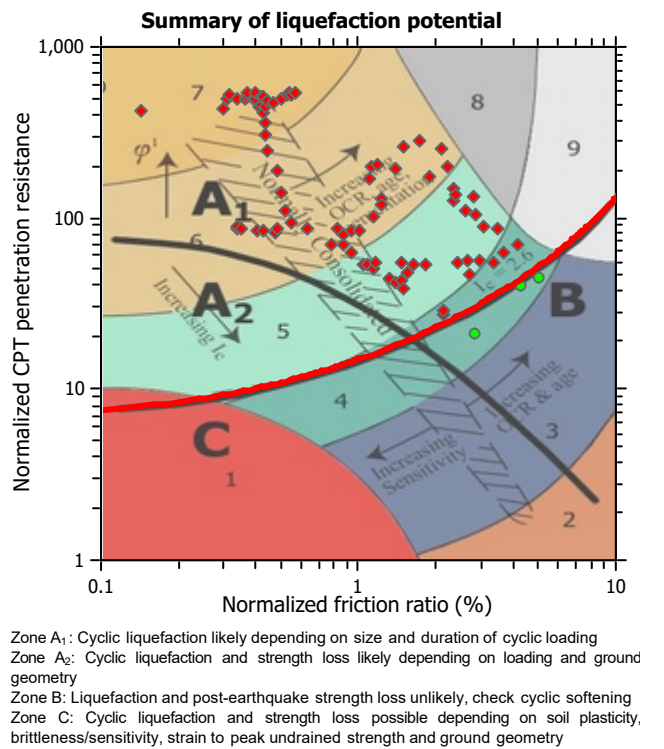 Summary of liquefaction potential
1,000
100
10
1
0.1
1
10
Normalized CPT penetration resistance
Normalized friction ratio (%)
7
8
9
φ'
A1
Increasing
OCR, age,
Normally Consolidated
6
A2
Increasing Ic
5
Ic = 2.6
B
4
C
1
Increasing
OCR & age
3
Increasing
Sensitivity
2
Zone A1: Cyclic liquefaction likely depending on size and duration of cyclic loading
Zone A2: Cyclic liquefaction and strength loss likely depending on loading and ground
geometry
Zone B: Liquefaction and post-earthquake strength loss unlikely, check cyclic softening
Zone C: Cyclic liquefaction and strength loss possible depending on soil plasticity,
brittleness/sensitivity, strain to peak undrained strength and ground geometry